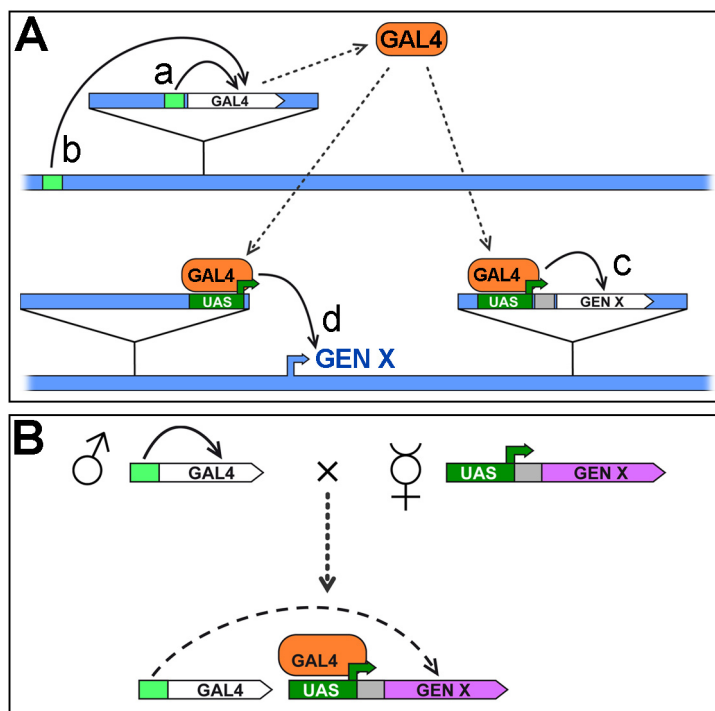 A
GAL4
a
GAL4
b
GAL4
UAS
d
GEN X
GAL4
c
UAS
GEN X
B
GAL4
×
UAS
GEN X
GAL4
GAL4
UAS
GEN X